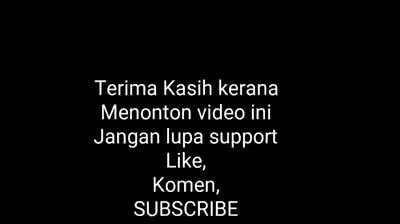 Terima Kasih kerana
Menonton video ini
Jangan lupa support
Like,
Komen,
SUBSCRIBE